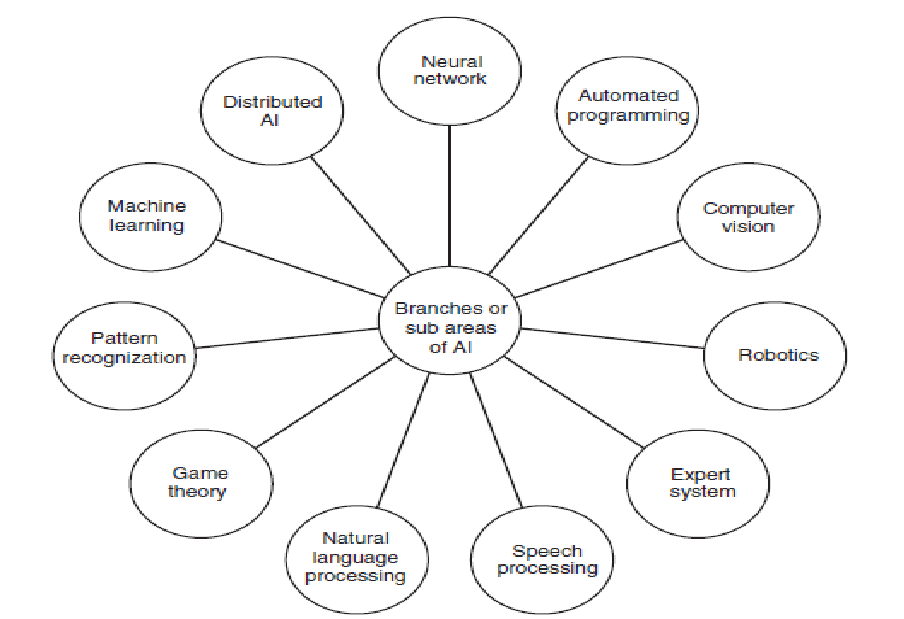 Neural
network
Distributed
AI
Automated
programming
Machine
learning
Computer
vision
Branches or
sub areas
of AI
Pattern
recognization
Robotics
Game
theory
Expert
system
Natural
language
processing
Speech
processing